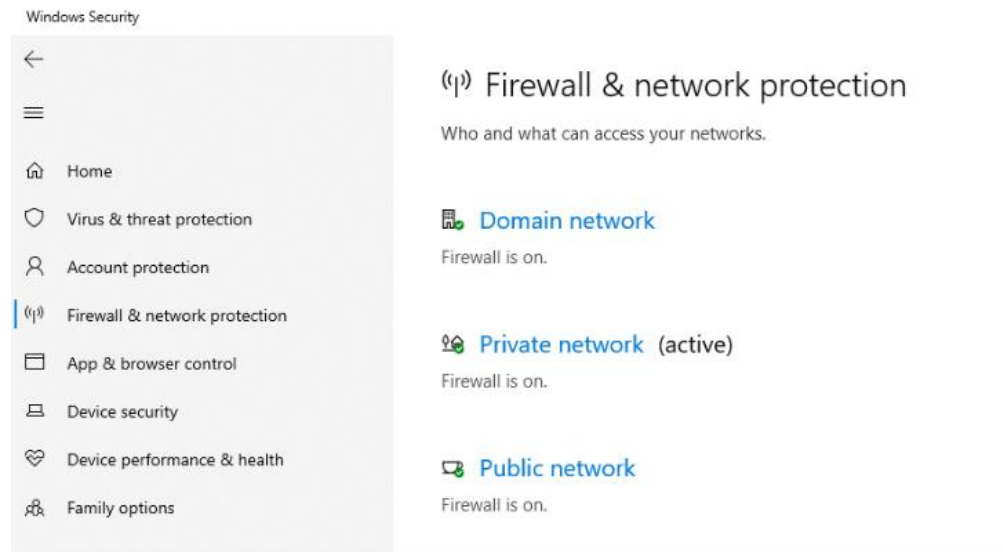 Windows Security
Home
Virus & threat protection
Account protection
Firewall & network protection
App & browser control
Device security
Device performance & health
Family options
Firewall & network protection
Who and what can access your networks.
Domain network
Firewall is on.
Private network (active)
Firewall is on.
Public network
Firewall is on.